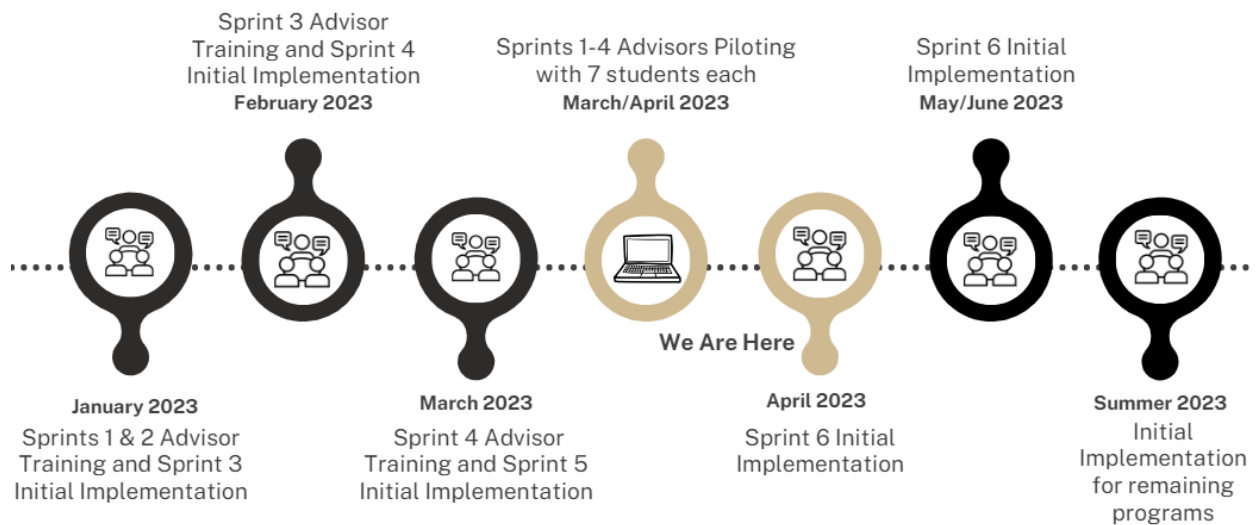 Sprint 3 Advisor
Training and Sprint 4
Initial Implementation
February 2023
Sprints 1-4 Advisors Piloting
with 7 students each
March/April 2023
Sprint 6 Initial
Implementation
May/June 2023
We Are Here
January 2023
Sprints 1 & 2 Advisor
Training and Sprint 3
Initial Implementation
March 2023
Sprint 4 Advisor
Training and Sprint 5
Initial Implementation
April 2023
Sprint 6 Initial
Implementation
Summer 2023
Initial
Implementation
for remaining
programs